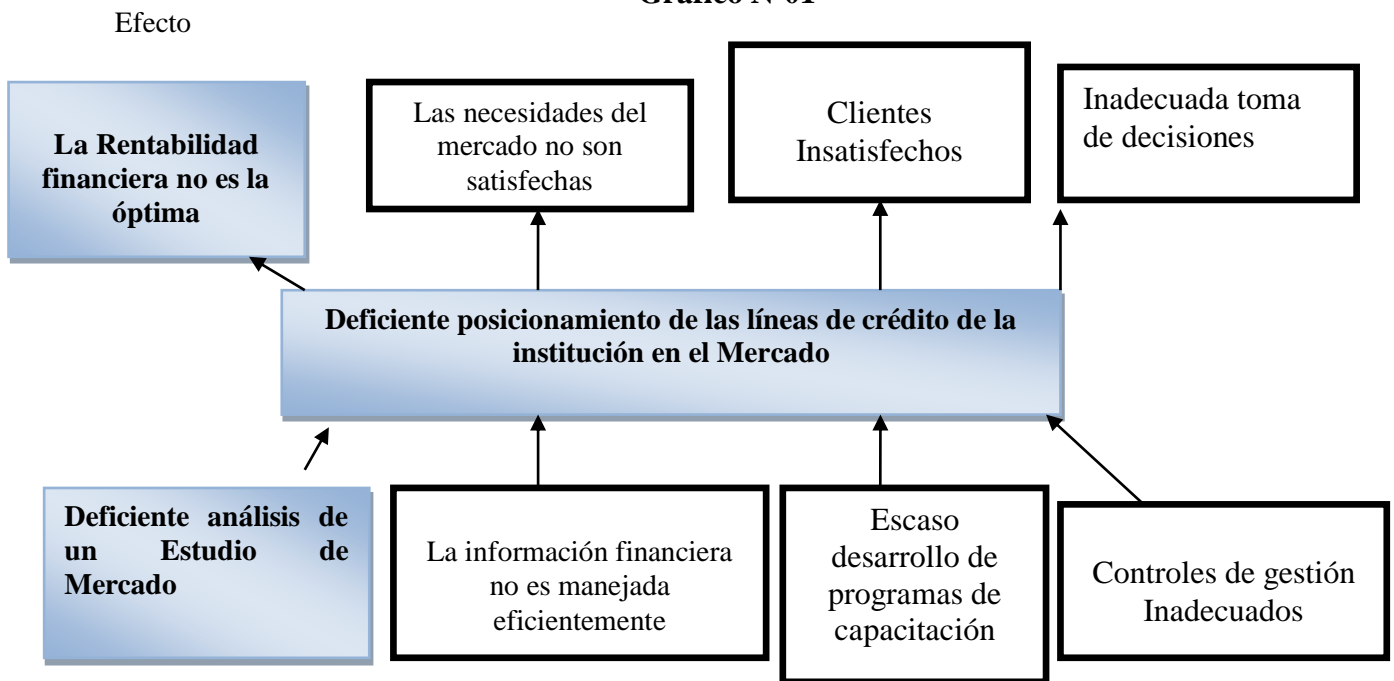 Gráfico N°01
Efecto
La Rentabilidad
financiera no es la
óptima
Las necesidades del
mercado no son
satisfechas
Clientes
Insatisfechos
Inadecuada toma
de decisiones
Deficiente posicionamiento de las líneas de crédito de la
institución en el Mercado
Deficiente análisis de
un Estudio de
Mercado
La información financiera
no es manejada
eficientemente
Escaso
desarrollo de
programas de
capacitación
Controles de gestión
Inadecuados